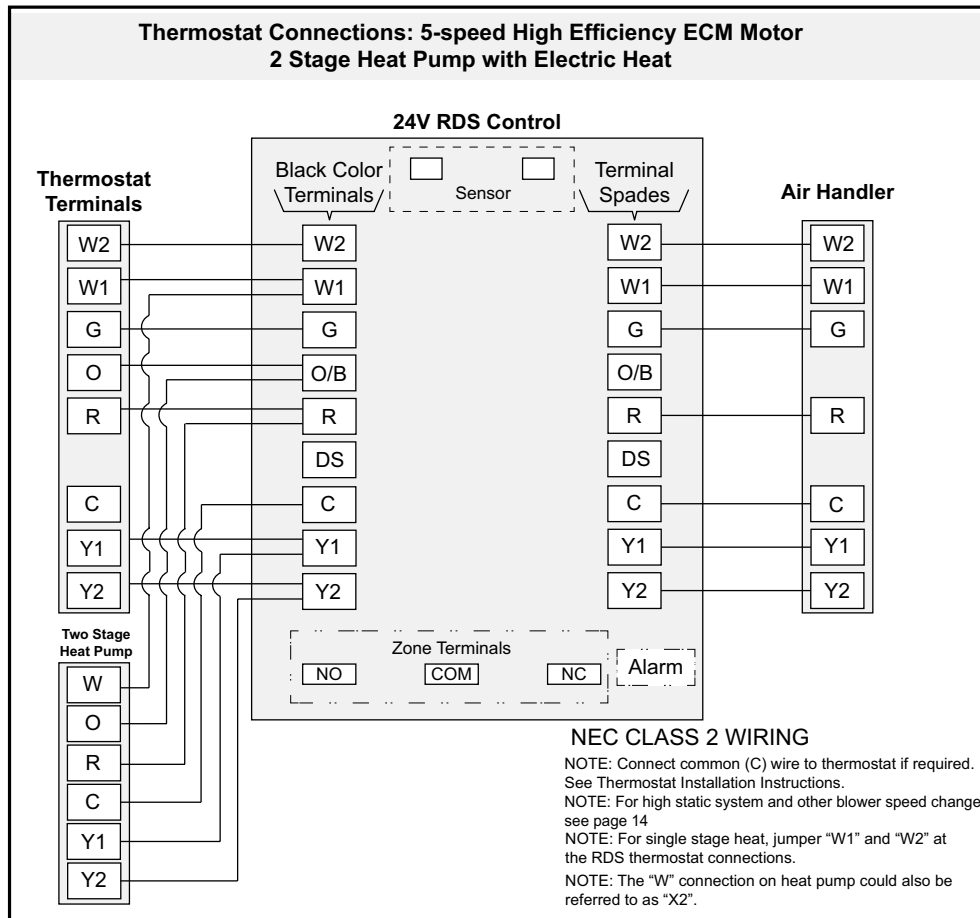 Thermostat Connections: 5-speed High Efficiency ECM Motor
2 Stage Heat Pump with Electric Heat
24V RDS Control
Thermostat
Terminals
Black Color
Terminals
Sensor
Terminal
Spades
Air Handler
W2
W1
G
O
R
C
Y1
Y2
W2
W1
G
O/B
R
DS
C
Y1
Y2
W2
W1
G
O/B
R
DS
C
Y1
Y2
W2
W1
G
R
C
Y1
Y2
Two Stage
Heat Pump
W
O
R
C
Y1
Y2
Zone Terminals
NO
COM
NC
Alarm
NEC CLASS 2 WIRING
NOTE: Connect common (C) wire to thermostat if required.
See Thermostat Installation Instructions.
NOTE: For high static system and other blower speed change
see page 14
NOTE: For single stage heat, jumper “W1” and “W2” at
the RDS thermostat connections.
NOTE: The “W” connection on heat pump could also be
referred to as “X2”.